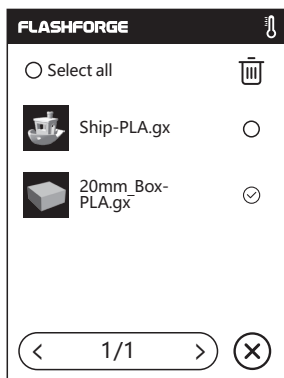 FLASHFORGE
Select all
Ship-PLA.gx
20mm_Box-
PLA.gx
1/1